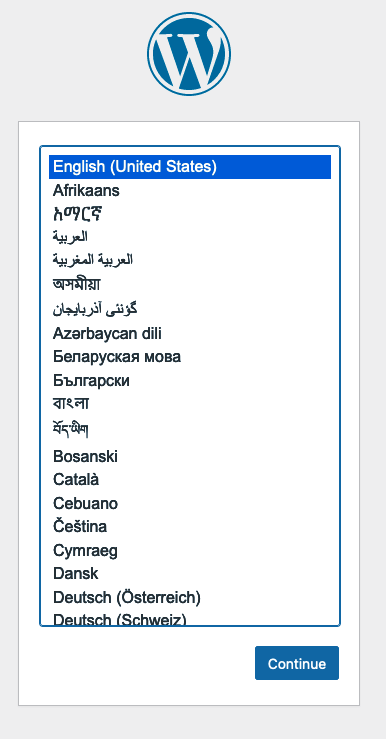 English (United States)
Afrikaans
አማርኛ
العربية
العربية المغربية
অসমীয়া
گؤنئی آذربایجان
Azərbaycan dili
Беларуская мова
Български
বাংলা
བོད་ཡིག
Bosanski
Català
Cebuano
Čeština
Cymraeg
Dansk
Deutsch (Österreich)
Deutsch (Schweiz)
Continue